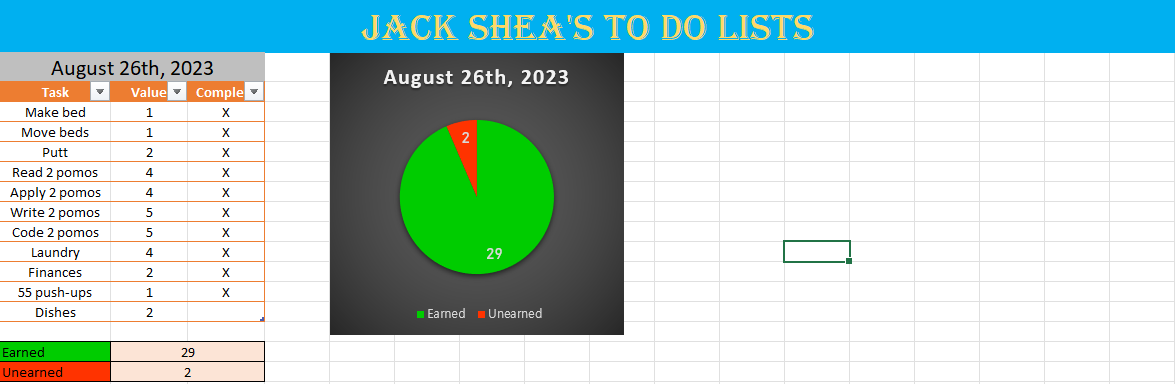 JACK SHEA'S TO DO LISTS
August 26th, 2023
Task Value Comple
Make bed 1 X
Move beds 1 X
Putt 2 X
Read 2 pomos 4 X
Apply 2 pomos 4 X
Write 2 pomos 5 X
Code 2 pomos 5 X
Laundry 4 X
Finances 2 X
55 push-ups 1 X
Dishes 2
Earned 29
Unearned 2
August 26th, 2023
2
29
Earned Unearned